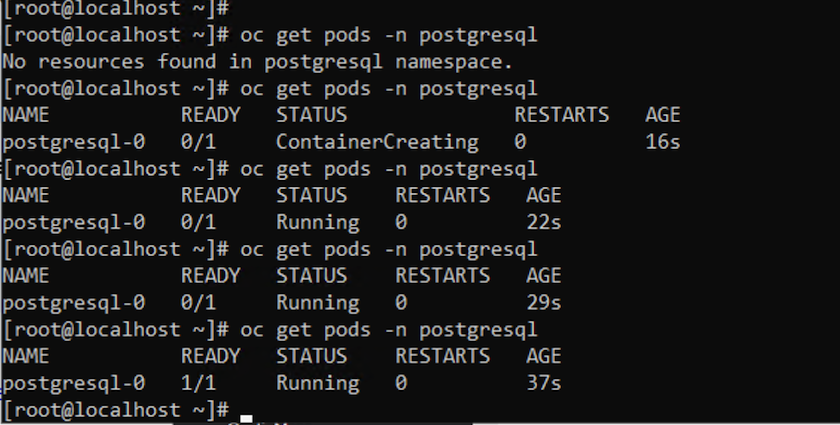 [root@localhost ~]#
[root@localhost ~]# oc get pods -n postgresql
No resources found in postgresql namespace.
[root@localhost ~]# oc get pods -n postgresql
NAME           READY   STATUS              RESTARTS   AGE
postgresql-0   0/1     ContainerCreating   0          16s
[root@localhost ~]# oc get pods -n postgresql
NAME           READY   STATUS    RESTARTS   AGE
postgresql-0   0/1     Running   0          22s
[root@localhost ~]# oc get pods -n postgresql
NAME           READY   STATUS    RESTARTS   AGE
postgresql-0   0/1     Running   0          29s
[root@localhost ~]# oc get pods -n postgresql
NAME           READY   STATUS    RESTARTS   AGE
postgresql-0   1/1     Running   0          37s
[root@localhost ~]#